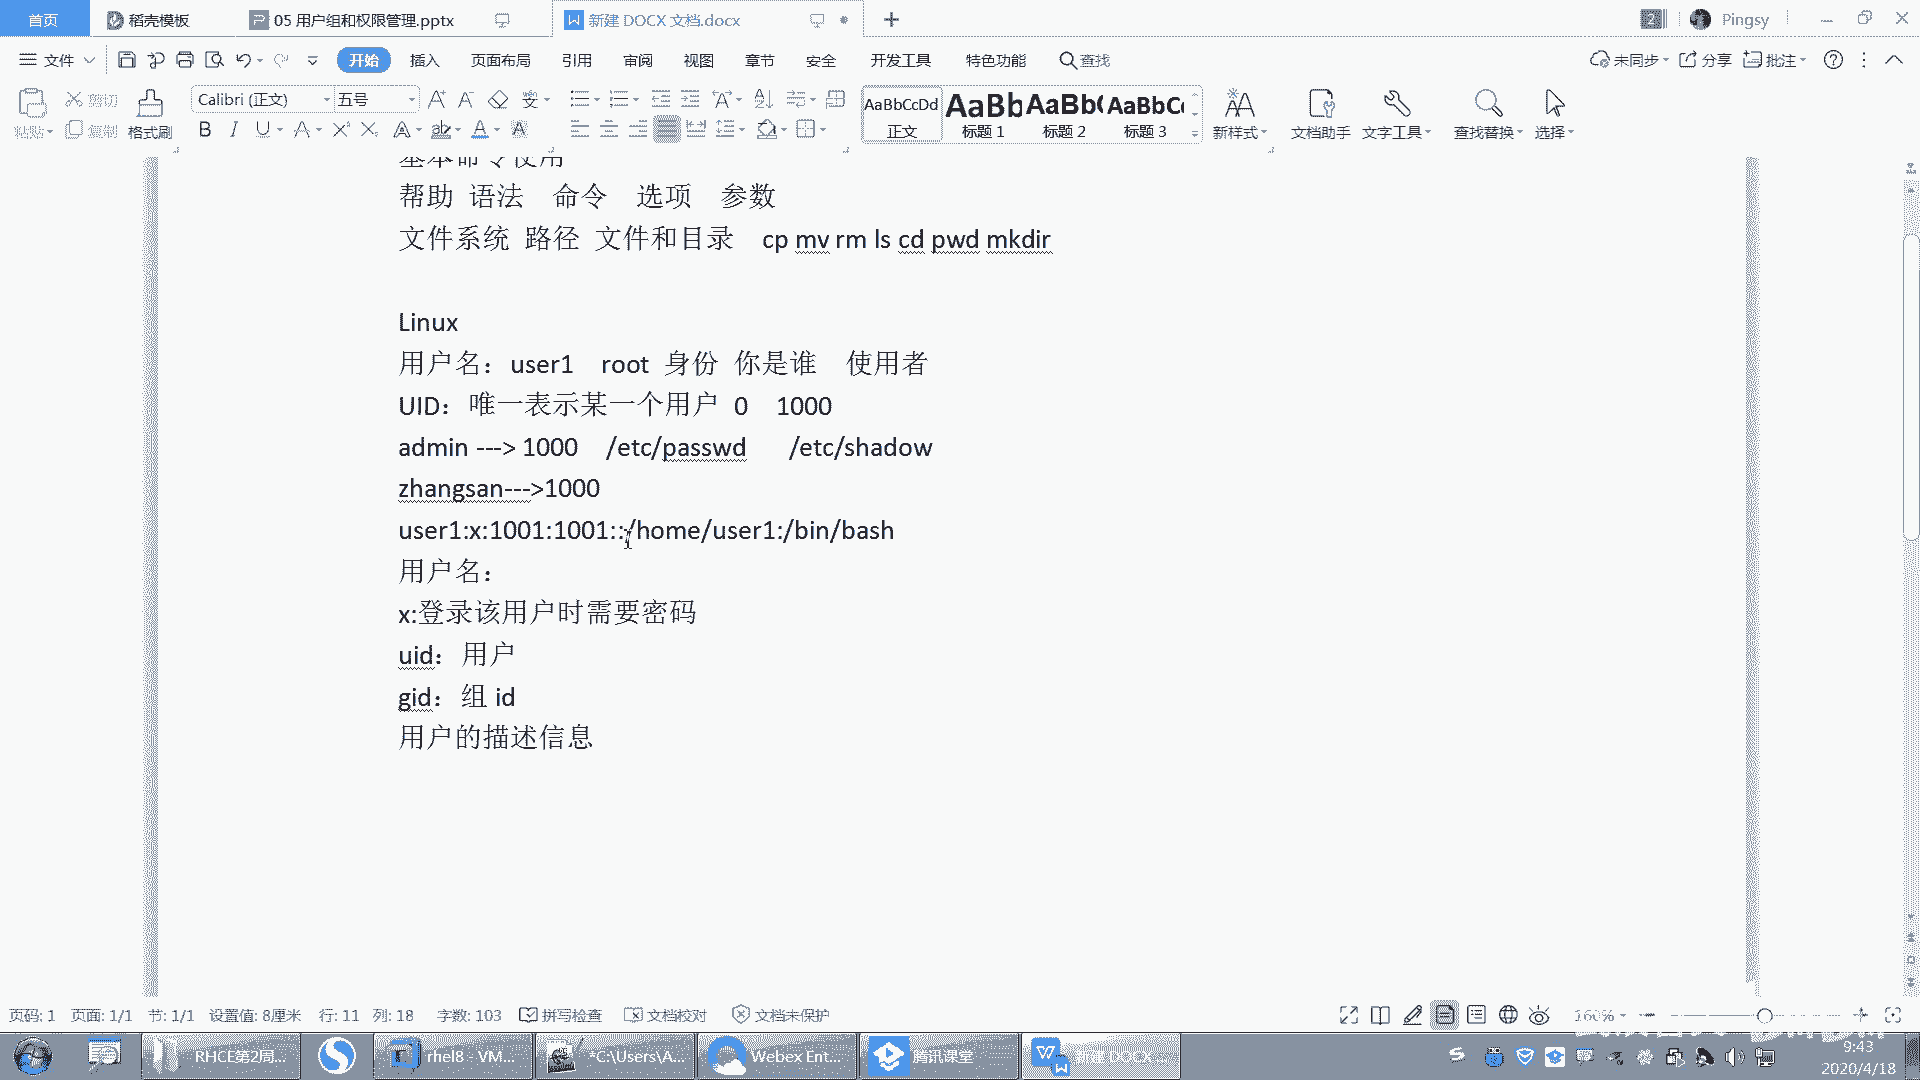 首页 稻壳模板 05 用户组和权限管理.pptx 新建 DOCX 文档.docx Pingsy
文件 开始 插入 页面布局 引用 审阅 视图 章节 安全 开发工具 特色功能 查找 未同步 分享 批注
粘贴 剪切 复制 格式刷 Calibri (正文) 五号 AaBbCcDd AaBb AaBb( AaBbC
正文 标题 1 标题 2 标题 3 新样式 文档助手 文字工具 查找替换 选择
基本命令使用
帮助 语法 命令 选项 参数
文件系统 路径 文件和目录 cp mv rm ls cd pwd mkdir
Linux
用户名：user1 root 身份 你是谁 使用者
UID：唯一表示某一个用户 0 1000
admin ---> 1000 /etc/passwd /etc/shadow
zhangsan--->1000
user1:x:1001:1001::/home/user1:/bin/bash
用户名：
x:登录该用户时需要密码
uid：用户
gid：组 id
用户的描述信息
页码: 1 页面: 1/1 节: 1/1 设置值: 8厘米 行: 11 列: 18 字数: 103 拼写检查 文档校对 文档未保护 160%
RHCE第2周... rhel8 - VM... *C:\Users\A... Webex Ent... 腾讯课堂 新建 DOCX ...
9:43
2020/4/18